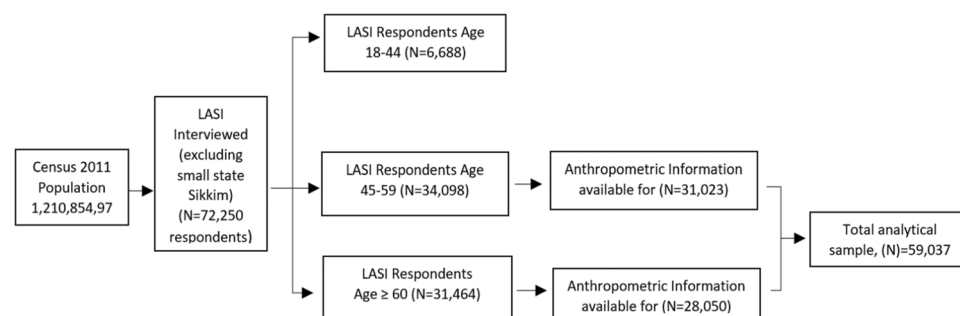 Census 2011
Population
1,210,854,97
LASI
Interviewed
(excluding
small state
Sikkim)
(N=72,250
respondents)
LASI Respondents Age
18-44 (N=6,688)
LASI Respondents Age
45-59 (N=34,098)
LASI Respondents
Age ≥ 60 (N=31,464)
Anthropometric Information
available for (N=31,023)
Anthropometric Information
available for (N=28,050)
Total analytical
sample, (N)=59,037